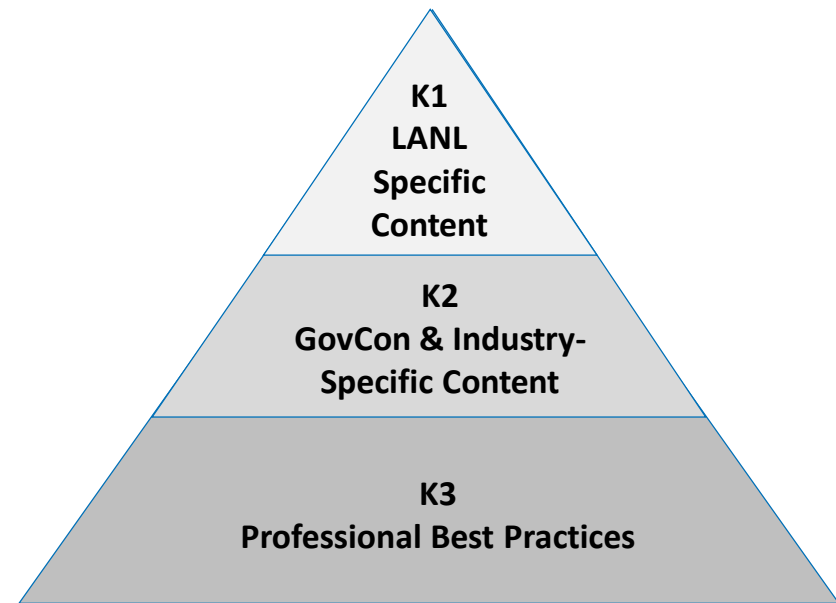 K1
LANL
Specific
Content
K2
GovCon & Industry-
Specific Content
K3
Professional Best Practices